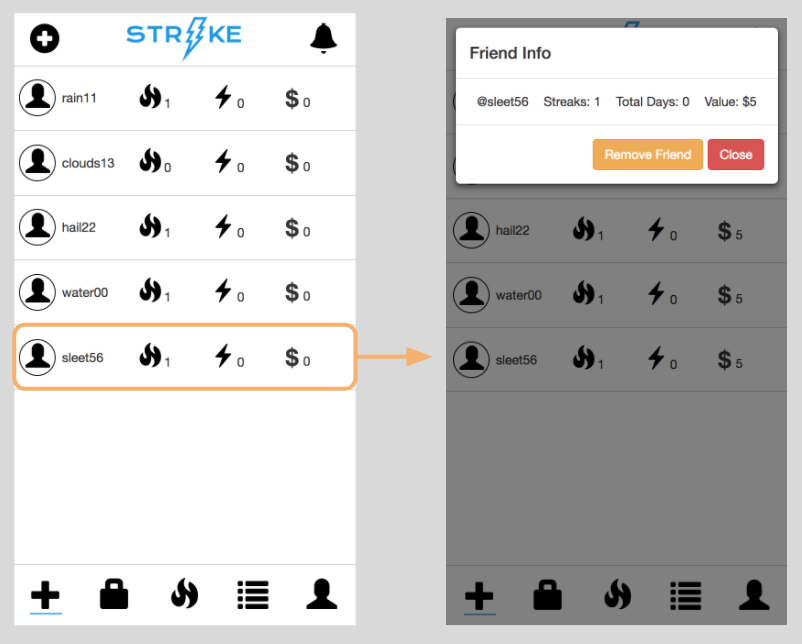 STRIKE
rain11 1 0 $ 0
clouds13 0 0 $ 0
hail22 1 0 $ 0
water00 1 0 $ 0
sleet56 1 0 $ 0
Friend Info
@sleet56 Streaks: 1 Total Days: 0 Value: $5
Remove Friend Close
hail22 1 0 $ 5
water00 1 0 $ 5
sleet56 1 0 $ 5